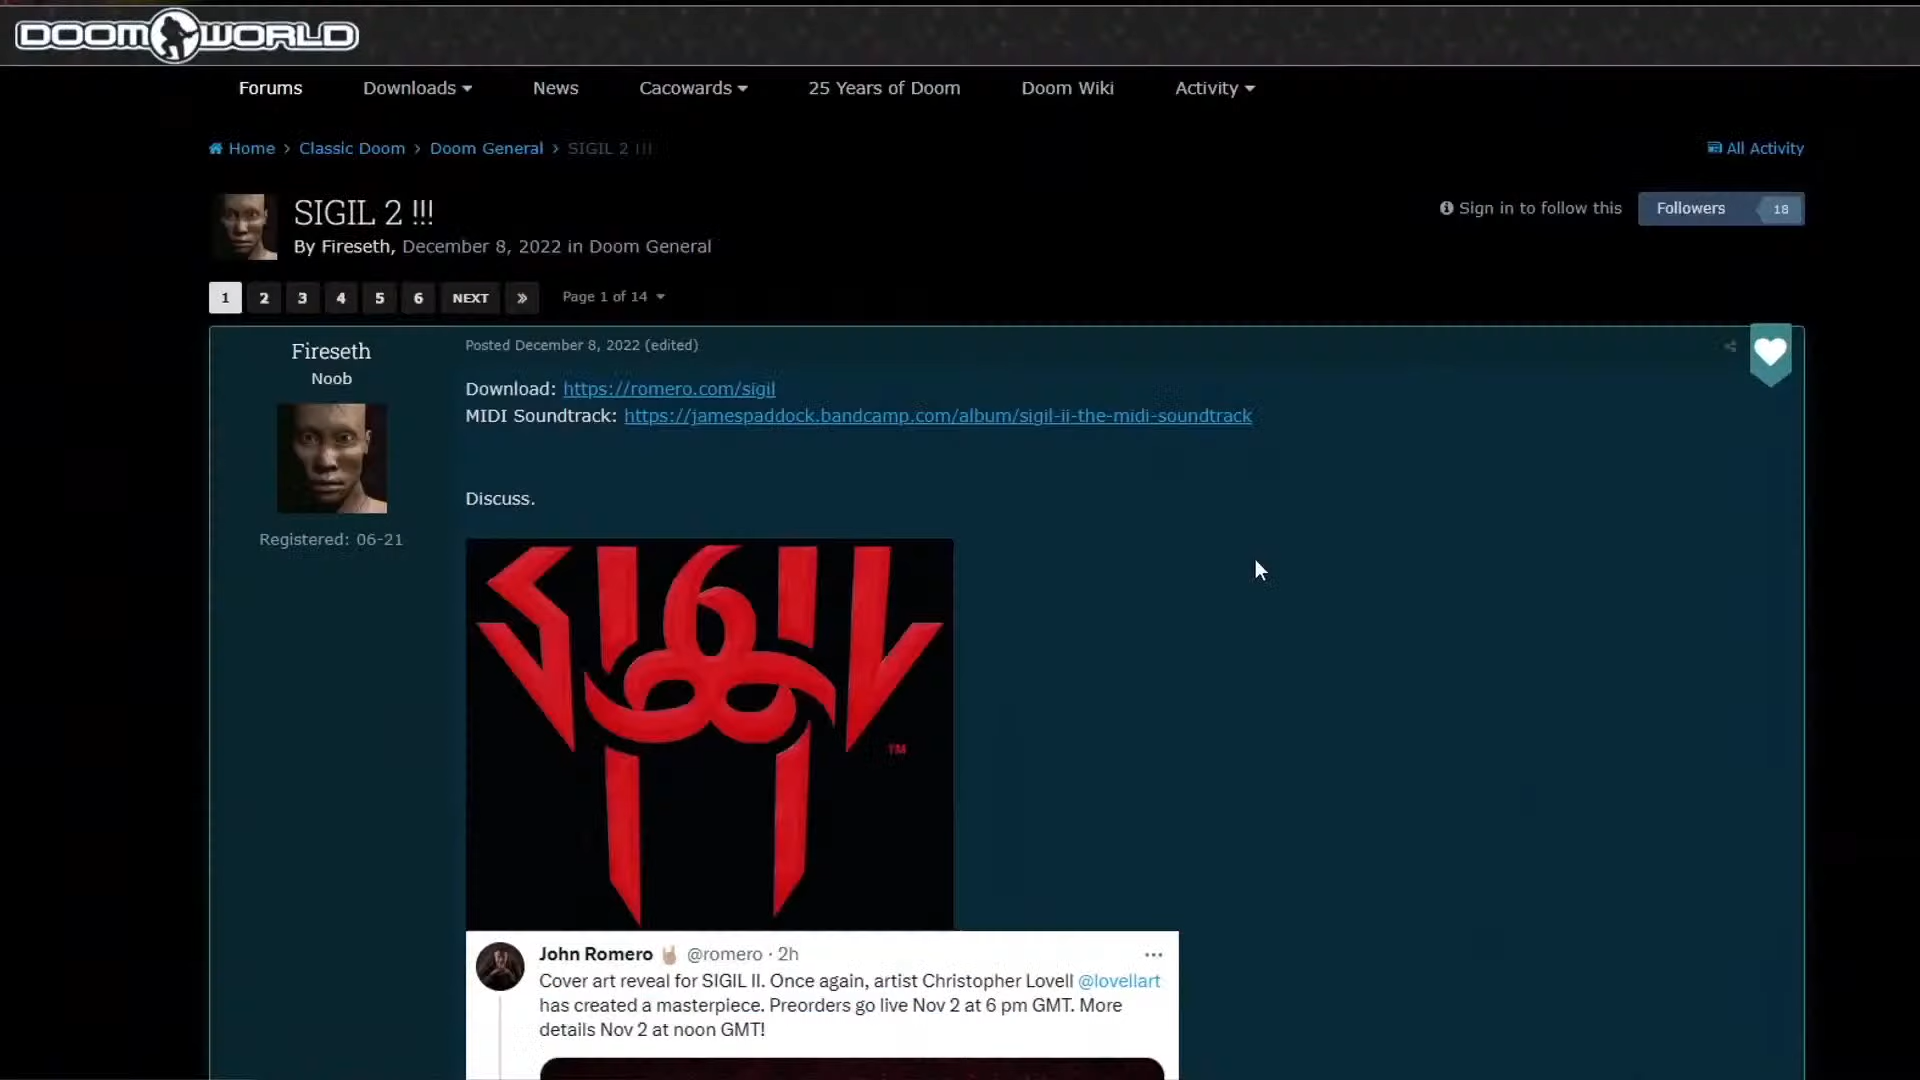 DOOMWORLD
Forums Downloads News Cacowards 25 Years of Doom Doom Wiki Activity
Home > Classic Doom > Doom General > SIGIL 2 !!!
All Activity
SIGIL 2 !!!
By Fireseth, December 8, 2022 in Doom General
Sign in to follow this
Followers 18
1 2 3 4 5 6 NEXT » Page 1 of 14
Fireseth
Noob
Registered: 06-21
Posted December 8, 2022 (edited)
Download: https://romero.com/sigil
MIDI Soundtrack: https://jamespaddock.bandcamp.com/album/sigil-ii-the-midi-soundtrack
Discuss.
SIGIL
II
TM
John Romero @romero · 2h
Cover art reveal for SIGIL II. Once again, artist Christopher Lovell @lovellart
has created a masterpiece. Preorders go live Nov 2 at 6 pm GMT. More
details Nov 2 at noon GMT!